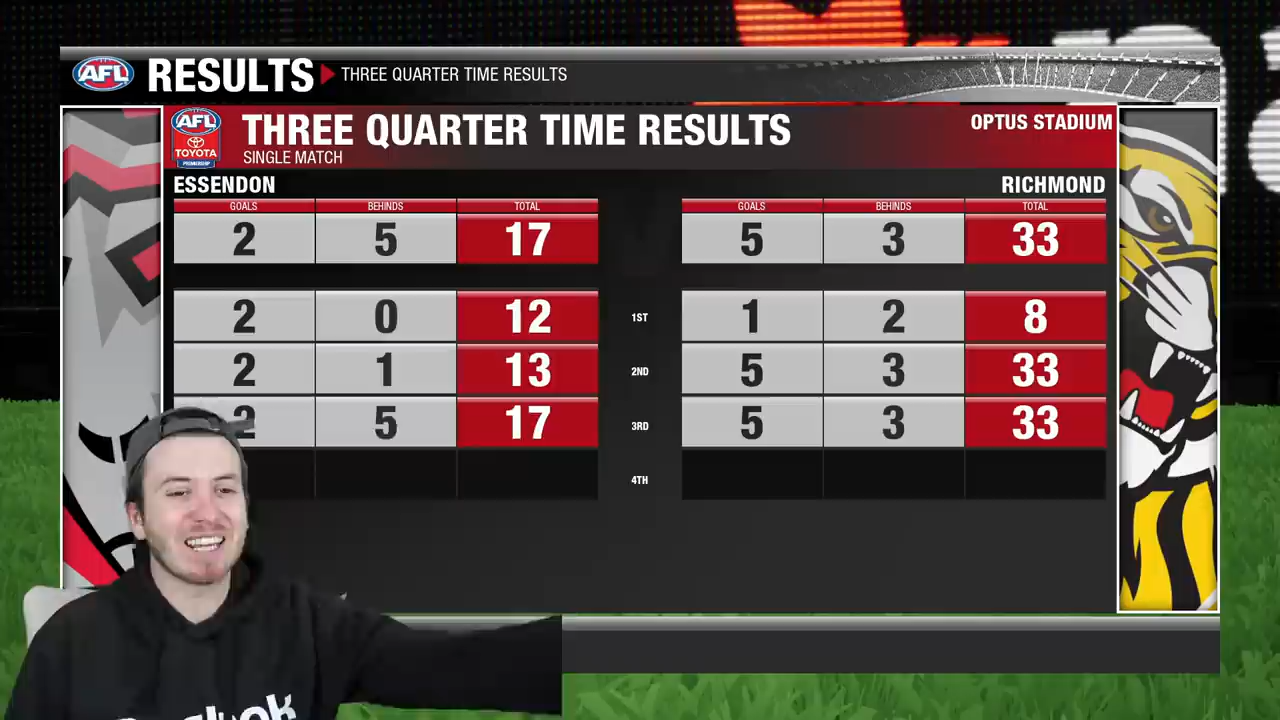 AFL RESULTS THREE QUARTER TIME RESULTS
AFL THREE QUARTER TIME RESULTS OPTUS STADIUM
TOYOTA
PREMIERSHIP SINGLE MATCH
ESSENDON RICHMOND
GOALS BEHINDS TOTAL GOALS BEHINDS TOTAL
2 5 17 5 3 33
2 0 12 1ST 1 2 8
2 1 13 2ND 5 3 33
2 5 17 3RD 5 3 33
4TH